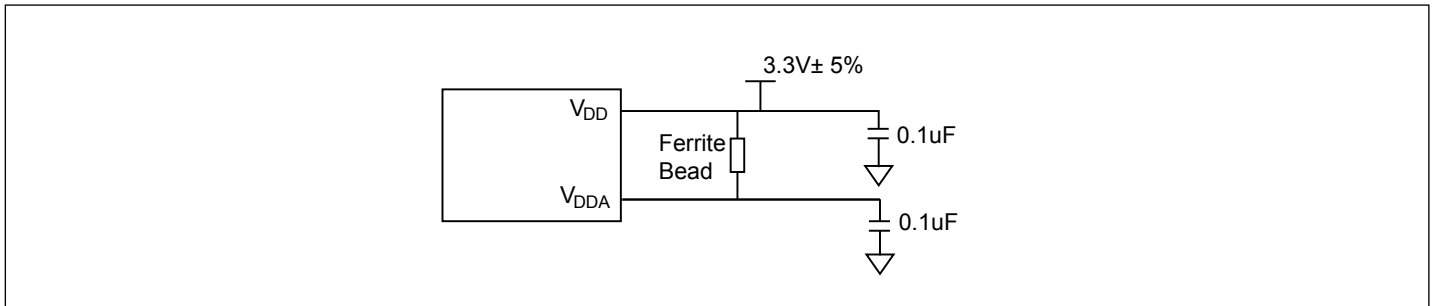 3.3V± 5%
VDD
0.1uF
Ferrite
Bead
VDDA
0.1uF